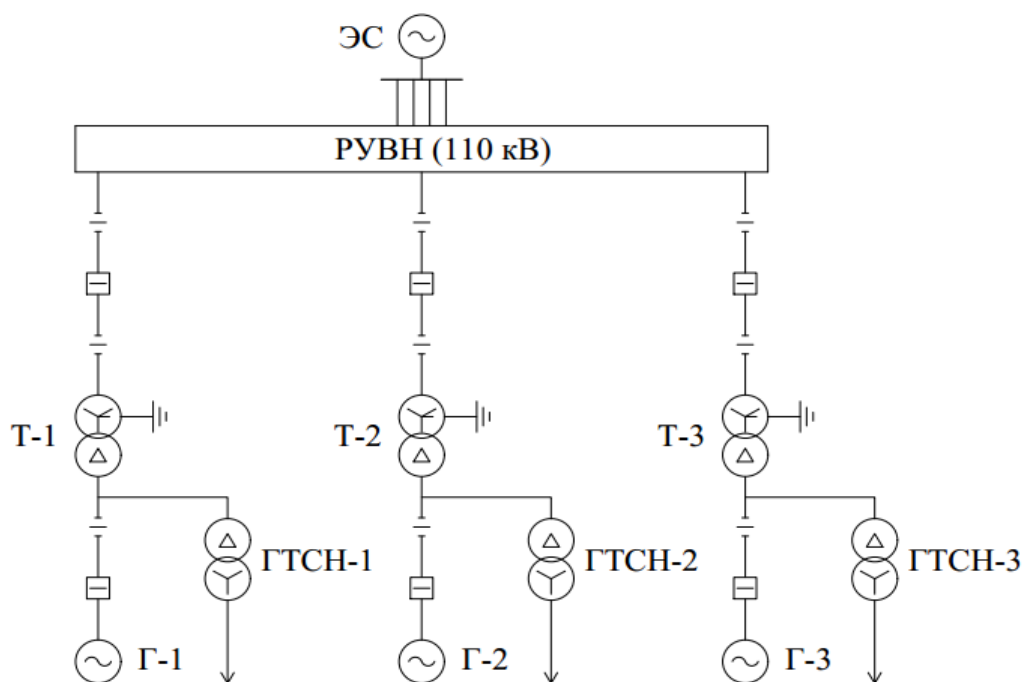 ЭС
РУВН (110 кВ)
Т-1
Т-2
Т-3
ГТСН-1
ГТСН-2
ГТСН-3
Г-1
Г-2
Г-3